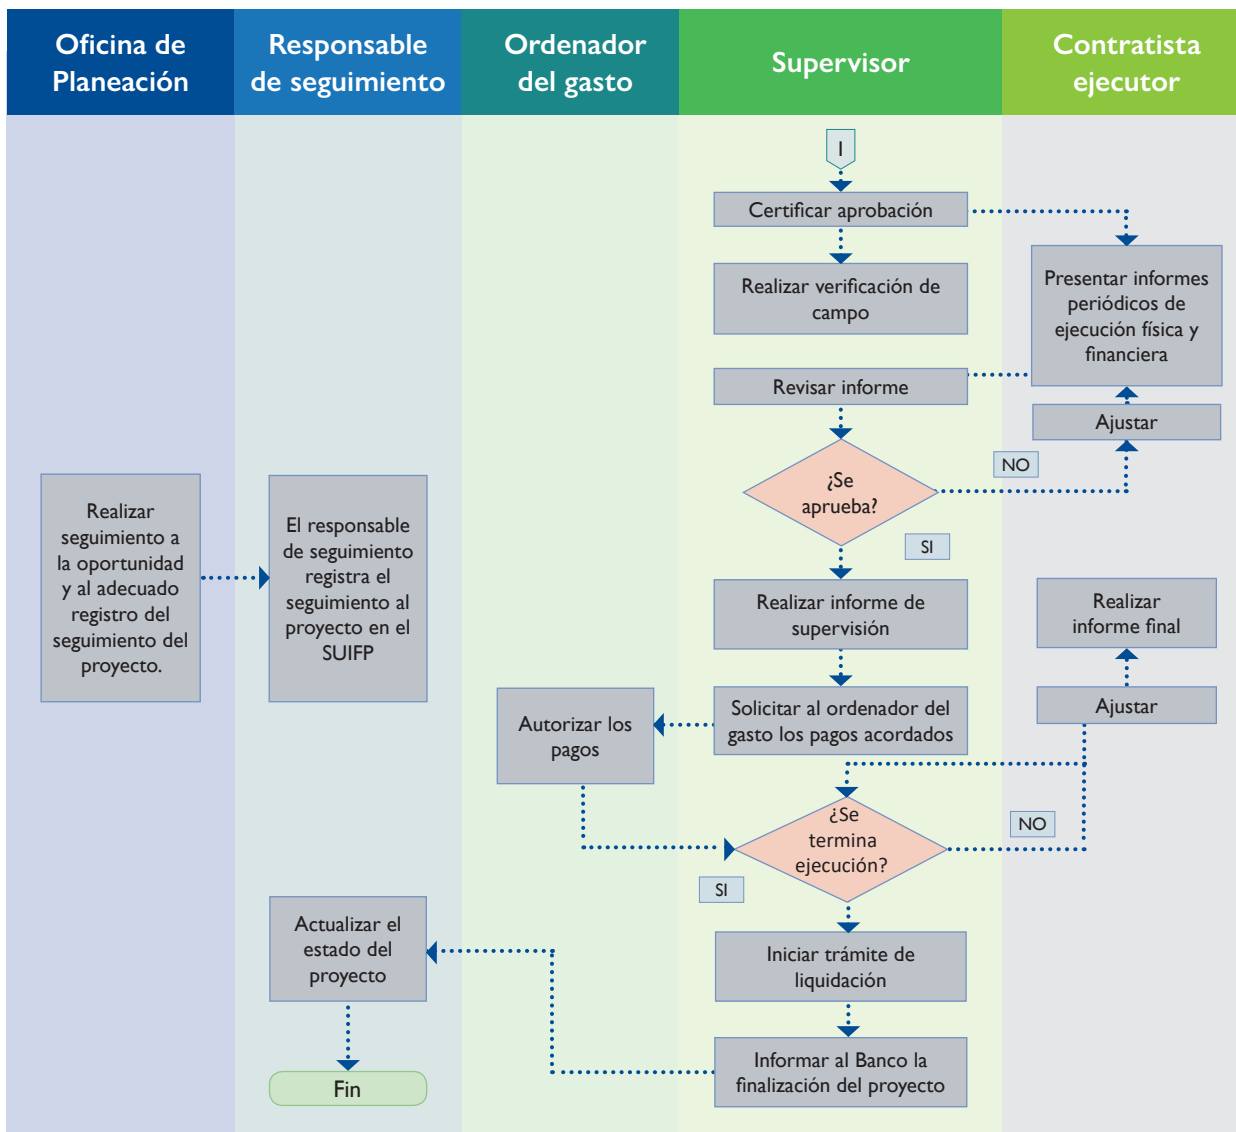 Oficina de
Planeación
Responsable
de seguimiento
Ordenador
del gasto
Supervisor
Contratista
ejecutor
I
Certificar aprobación
Realizar verificación de
campo
Presentar informes
periódicos de
ejecución física y
financiera
Revisar informe
Ajustar
¿Se
aprueba?
NO
SI
Realizar
seguimiento a
la oportunidad
y al adecuado
registro del
seguimiento del
proyecto.
El responsable
de seguimiento
registra el
seguimiento al
proyecto en el
SUIFP
Realizar informe de
supervisión
Realizar
informe final
Autorizar los
pagos
Solicitar al ordenador del
gasto los pagos acordados
Ajustar
¿Se
termina
ejecución?
NO
SI
Actualizar el
estado del
proyecto
Iniciar trámite de
liquidación
Informar al Banco la
finalización del proyecto
Fin